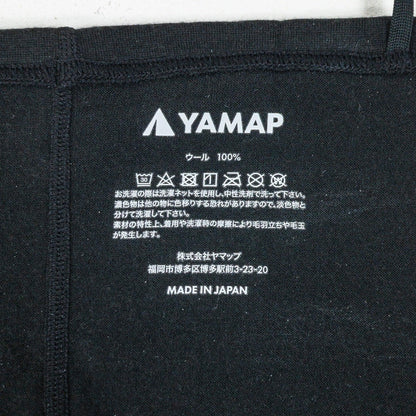 YAMAP
ウール 100%
30
お洗濯の際は洗濯ネットを使用し、中性洗剤で洗って下さい。
濃色物は他の物に色移りする恐れがありますので、淡色物と
分けて洗濯して下さい。
素材の特性上、着用や洗濯時の摩擦により毛羽立ちや毛玉
が発生します。
株式会社ヤマップ
福岡市博多区博多駅前3-23-20
MADE IN JAPAN